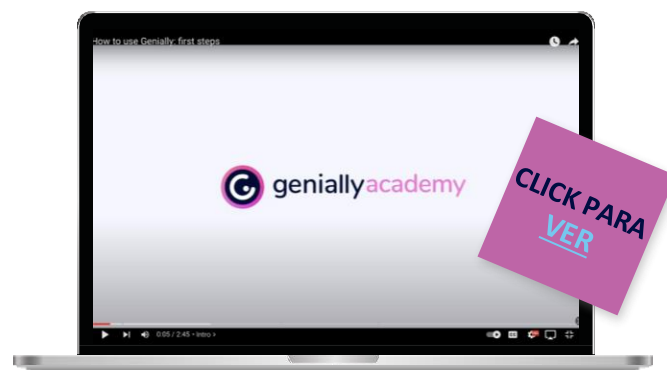 How to use Genially: first steps
geniallyacademy
CLICK PARA
VER
0:05 / 2:45 • Intro >